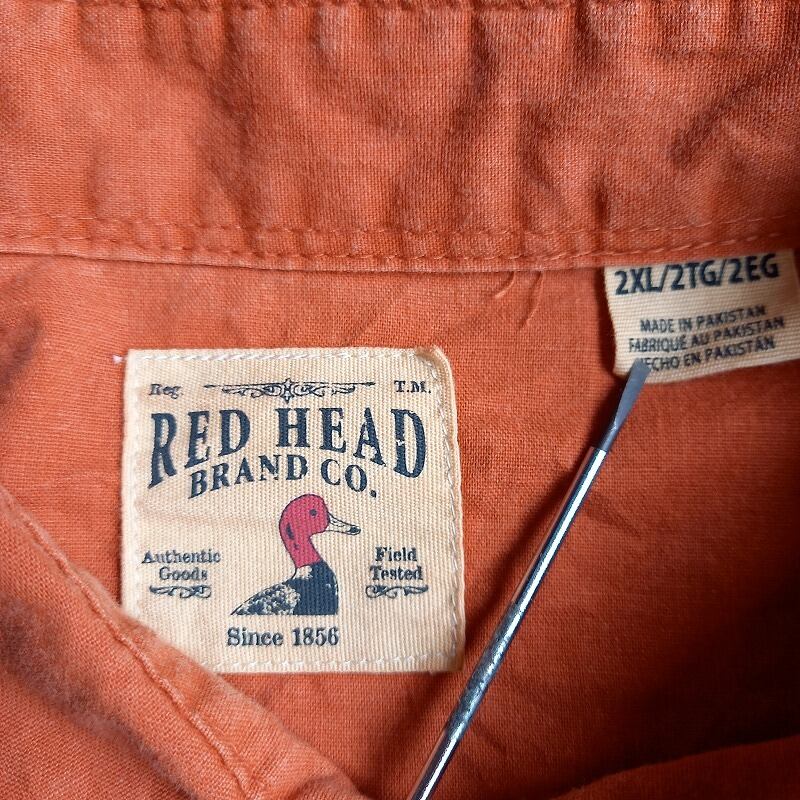 2XL/2TG/2EG
MADE IN PAKISTAN
FABRIQUÉ AU PAKISTAN
HECHO EN PAKISTÁN
Reg. T.M.
RED HEAD
BRAND CO.
Authentic
Goods
Field
Tested
Since 1856